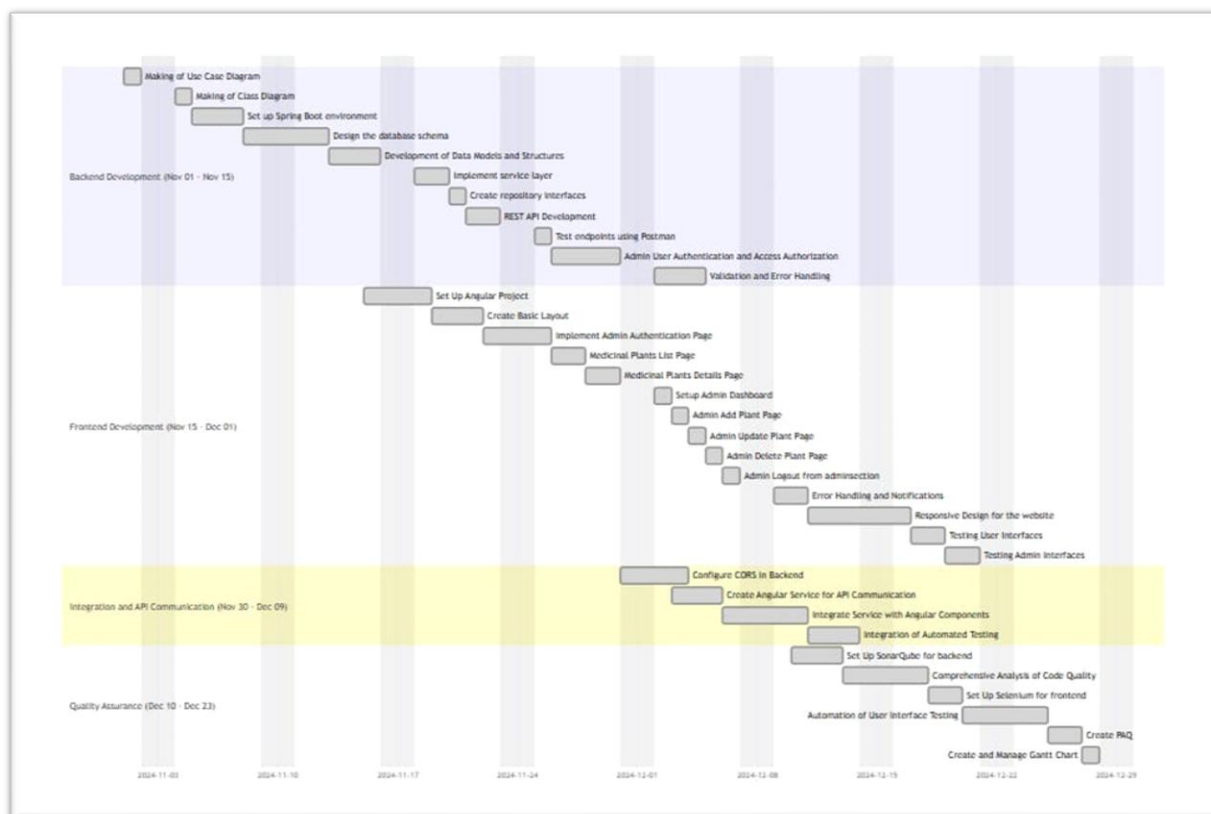 Making of Use Case Diagram
Making of Class Diagram
Set up Spring Boot environment
Design the database schema
Development of Data Models and Structures
Backend Development (Nov 01 - Nov 15)
Implement service layer
Create repository interfaces
REST API Development
Test endpoints using Postman
Admin User Authentication and Access Authorization
Validation and Error Handling
Set Up Angular Project
Create Basic Layout
Implement Admin Authentication Page
Medicinal Plants List Page
Medicinal Plants Details Page
Setup Admin Dashboard
Admin Add Plant Page
Frontend Development (Nov 15 - Dec 01)
Admin Update Plant Page
Admin Delete Plant Page
Admin Logout from adminsection
Error Handling and Notifications
Responsive Design for the website
Testing User Interfaces
Testing Admin Interfaces
Configure CORS in Backend
Create Angular Service for API Communication
Integration and API Communication (Nov 30 - Dec 09)
Integrate Service with Angular Components
Integration of Automated Testing
Set Up SonarQube for backend
Comprehensive Analysis of Code Quality
Set Up Selenium for frontend
Quality Assurance (Dec 10 - Dec 23)
Automation of User Interface Testing
Create PAQ
Create and Manage Gantt Chart
2024-11-03 2024-11-10 2024-11-17 2024-11-24 2024-12-01 2024-12-08 2024-12-15 2024-12-22 2024-12-29